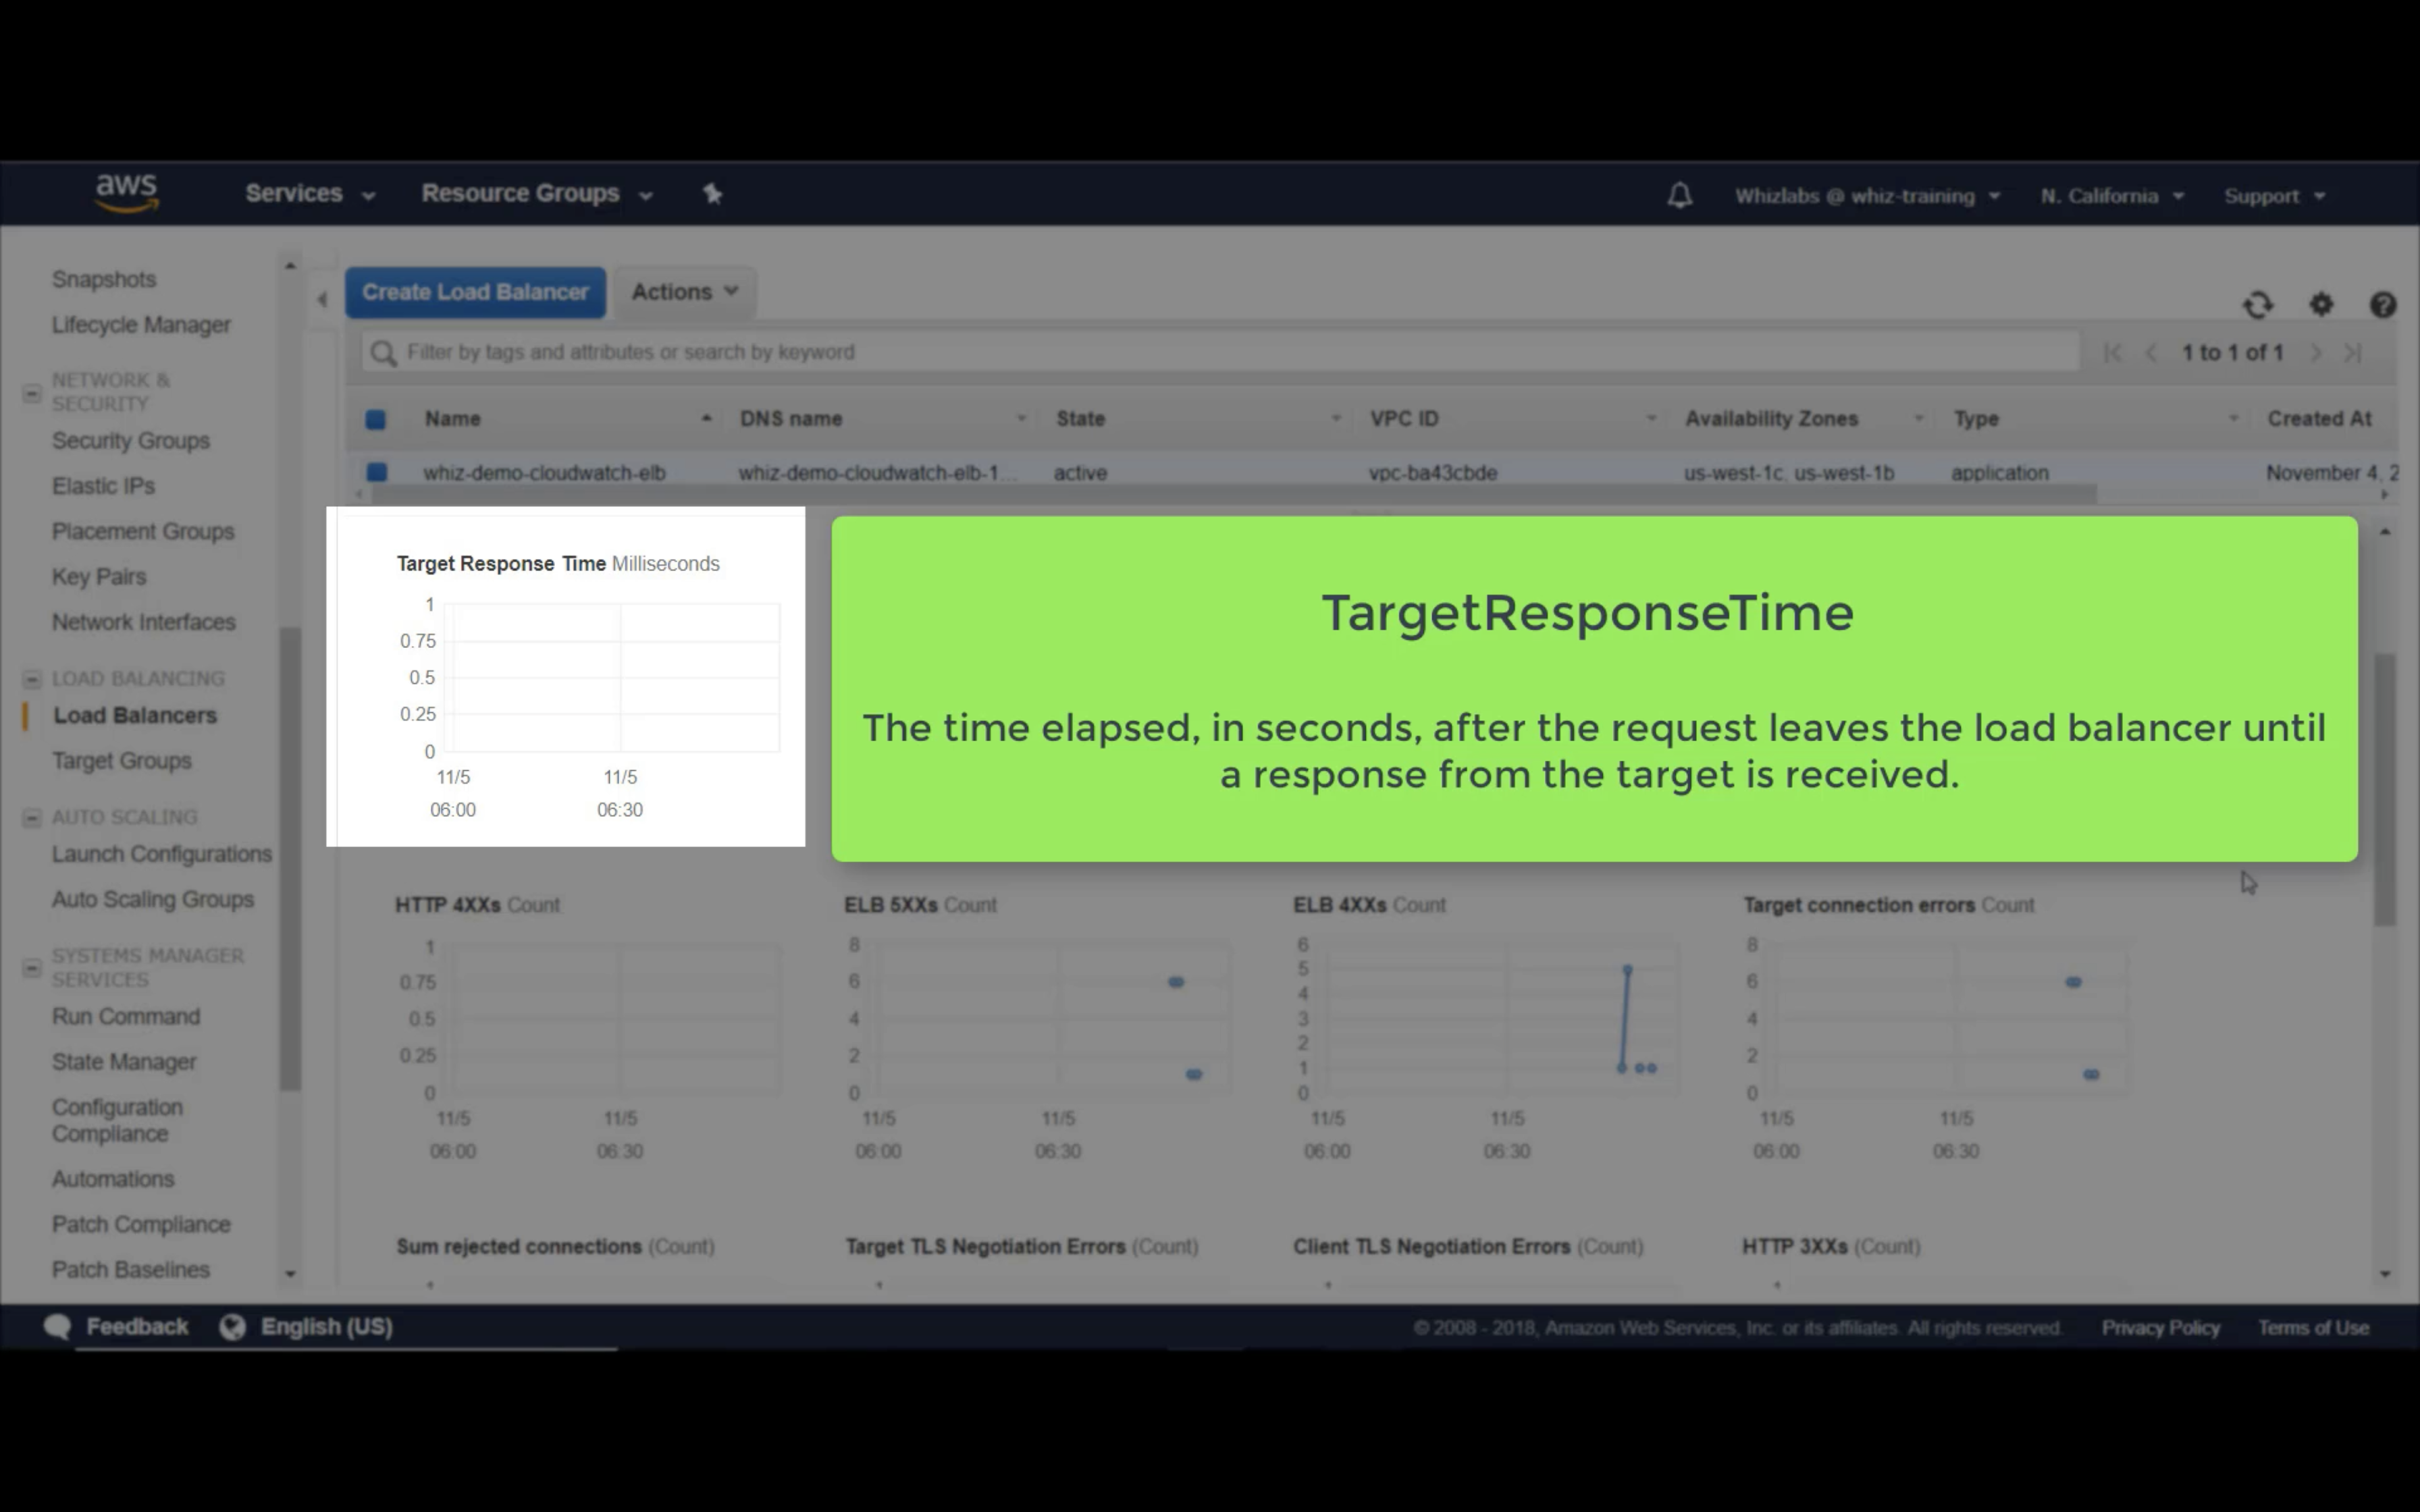 aws
Services
Resource Groups
Whizlabs @ whiz-training
N. California
Support
Snapshots
Lifecycle Manager
NETWORK &
SECURITY
Security Groups
Elastic IPs
Placement Groups
Key Pairs
Network Interfaces
LOAD BALANCING
Load Balancers
Target Groups
AUTO SCALING
Launch Configurations
Auto Scaling Groups
SYSTEMS MANAGER
SERVICES
Run Command
State Manager
Configuration
Compliance
Automations
Patch Compliance
Patch Baselines
Create Load Balancer
Actions
Filter by tags and attributes or search by keyword
1 to 1 of 1
Name DNS name State VPC ID Availability Zones Type Created At
whiz-demo-cloudwatch-elb whiz-demo-cloudwatch-elb-1... active vpc-ba43cbde us-west-1c, us-west-1b application November 4, 2
Target Response Time Milliseconds
1
0.75
0.5
0.25
0
11/5 11/5
06:00 06:30
TargetResponseTime
The time elapsed, in seconds, after the request leaves the load balancer until
a response from the target is received.
HTTP 4XXs Count
1
0.75
0.5
0.25
0
11/5 11/5
06:00 06:30
ELB 5XXs Count
8
6
4
2
0
11/5 11/5
06:00 06:30
ELB 4XXs Count
6
5
4
3
2
1
0
11/5 11/5
06:00 06:30
Target connection errors Count
8
6
4
2
0
11/5 11/5
06:00 06:30
Sum rejected connections (Count)
Target TLS Negotiation Errors (Count)
Client TLS Negotiation Errors (Count)
HTTP 3XXs (Count)
Feedback
English (US)
© 2008 - 2018, Amazon Web Services, Inc. or its affiliates. All rights reserved.
Privacy Policy
Terms of Use